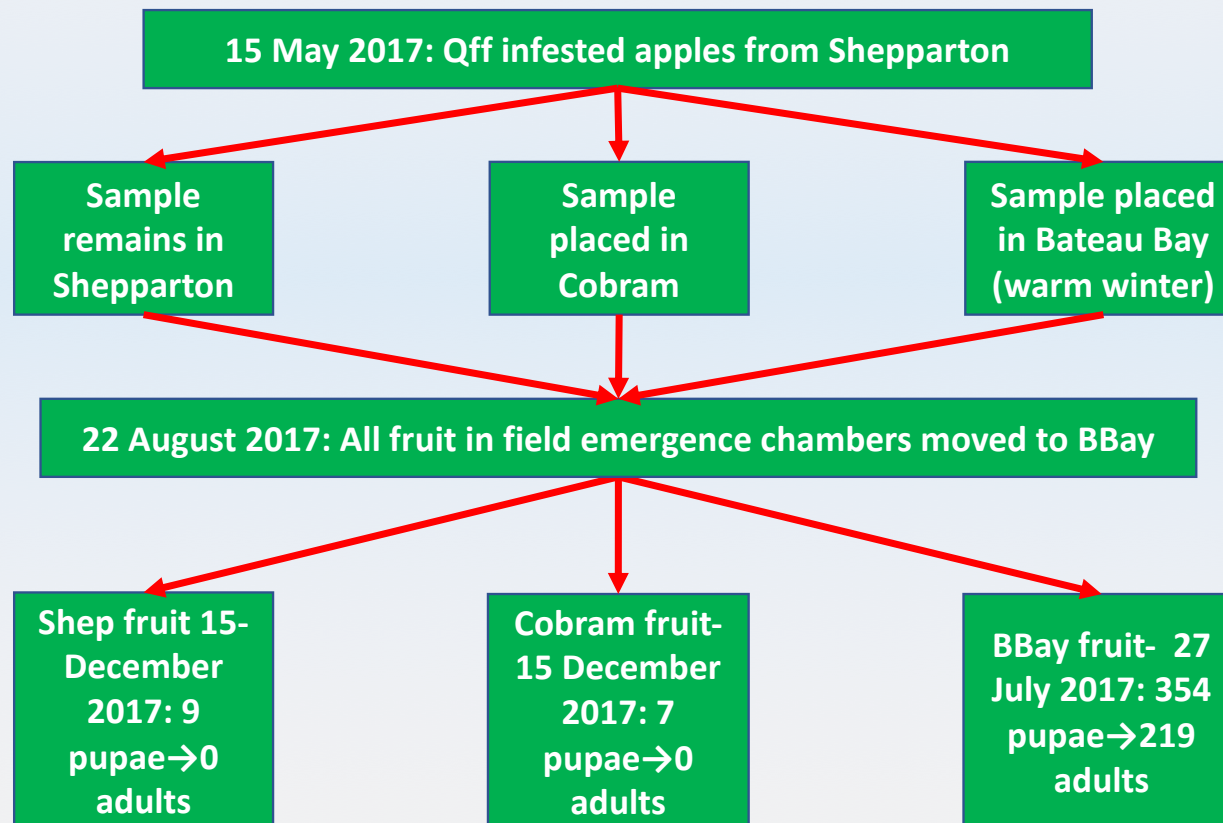 15 May 2017: Qff infested apples from Shepparton
Sample
remains in
Shepparton
Sample
placed in
Cobram
Sample placed
in Bateau Bay
(warm winter)
22 August 2017: All fruit in field emergence chambers moved to BBay
Shep fruit 15-
December
2017: 9
pupae→0
adults
Cobram fruit-
15 December
2017: 7
pupae→0
adults
BBay fruit- 27
July 2017: 354
pupae→219
adults